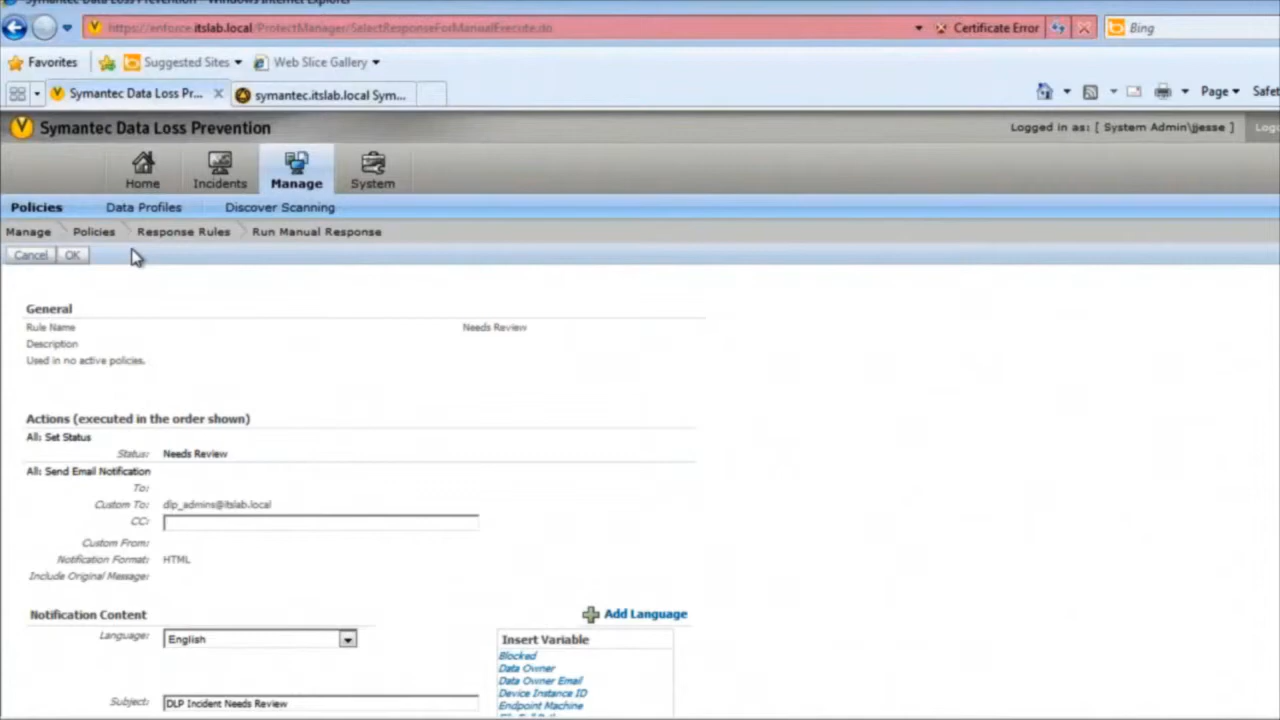 Symantec Data Loss Prevention - Windows Internet Explorer
https://enforce.itslab.local/ProtectManager/SelectResponseForManualExecute.do
Certificate Error
Bing
Favorites
Suggested Sites
Web Slice Gallery
Symantec Data Loss Pr...
symantec.itslab.local Sym...
Page
Safet
Symantec Data Loss Prevention
Logged in as: [ System Admin\jjesse ]
Log
Home
Incidents
Manage
System
Policies
Data Profiles
Discover Scanning
Manage
Policies
Response Rules
Run Manual Response
Cancel
OK
General
Rule Name
Needs Review
Description
Used in no active policies.
Actions (executed in the order shown)
All: Set Status
Status: Needs Review
All: Send Email Notification
To:
Custom To: dlp_admins@itslab.local
CC:
Custom From:
Notification Format: HTML
Include Original Message:
Notification Content
Add Language
Language: English
Insert Variable
Blocked
Data Owner
Data Owner Email
Device Instance ID
Endpoint Machine
Subject: DLP Incident Needs Review